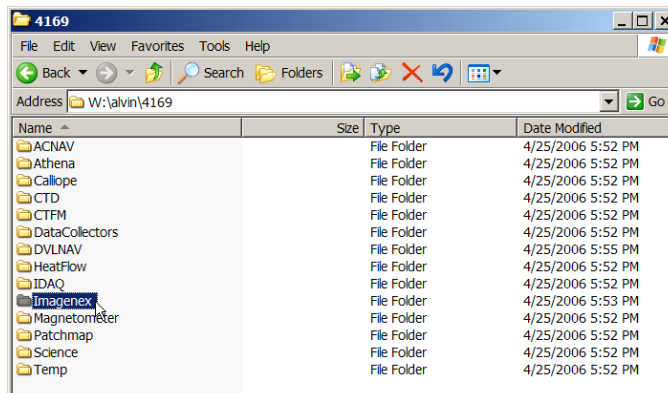 4169
File Edit View Favorites Tools Help
Back Search Folders
Address W:\alvin\4169 Go
Name Size Type Date Modified
ACNAV File Folder 4/25/2006 5:52 PM
Athena File Folder 4/25/2006 5:52 PM
Calliope File Folder 4/25/2006 5:52 PM
CTD File Folder 4/25/2006 5:52 PM
CTFM File Folder 4/25/2006 5:52 PM
DataCollectors File Folder 4/25/2006 5:52 PM
DVLNAV File Folder 4/25/2006 5:55 PM
HeatFlow File Folder 4/25/2006 5:52 PM
IDAQ File Folder 4/25/2006 5:52 PM
Imagenex File Folder 4/25/2006 5:53 PM
Magnetometer File Folder 4/25/2006 5:52 PM
Patchmap File Folder 4/25/2006 5:52 PM
Science File Folder 4/25/2006 5:52 PM
Temp File Folder 4/25/2006 5:52 PM